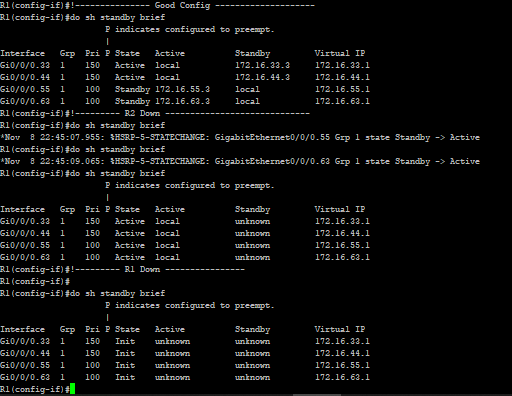 R1(config-if)#!--------------- Good Config --------------------
R1(config-if)#do sh standby brief
                     P indicates configured to preempt.
                     |
Interface   Grp  Pri P State   Active          Standby         Virtual IP
Gi0/0/0.33  1    150   Active  local           172.16.33.3     172.16.33.1
Gi0/0/0.44  1    150   Active  local           172.16.44.3     172.16.44.1
Gi0/0/0.55  1    100   Standby 172.16.55.3     local           172.16.55.1
Gi0/0/0.63  1    100   Standby 172.16.63.3     local           172.16.63.1
R1(config-if)#!--------- R2 Down -----------------------------
R1(config-if)#do sh standby brief
*Nov  8 22:45:07.955: %HSRP-5-STATECHANGE: GigabitEthernet0/0/0.55 Grp 1 state Standby -> Active
R1(config-if)#do sh standby brief
*Nov  8 22:45:09.065: %HSRP-5-STATECHANGE: GigabitEthernet0/0/0.63 Grp 1 state Standby -> Active
R1(config-if)#do sh standby brief
                     P indicates configured to preempt.
                     |
Interface   Grp  Pri P State   Active          Standby         Virtual IP
Gi0/0/0.33  1    150   Active  local           unknown         172.16.33.1
Gi0/0/0.44  1    150   Active  local           unknown         172.16.44.1
Gi0/0/0.55  1    100   Active  local           unknown         172.16.55.1
Gi0/0/0.63  1    100   Active  local           unknown         172.16.63.1
R1(config-if)#!--------- R1 Down ----------------
R1(config-if)#
R1(config-if)#do sh standby brief
                     P indicates configured to preempt.
                     |
Interface   Grp  Pri P State   Active          Standby         Virtual IP
Gi0/0/0.33  1    150   Init    unknown         unknown         172.16.33.1
Gi0/0/0.44  1    150   Init    unknown         unknown         172.16.44.1
Gi0/0/0.55  1    100   Init    unknown         unknown         172.16.55.1
Gi0/0/0.63  1    100   Init    unknown         unknown         172.16.63.1
R1(config-if)#